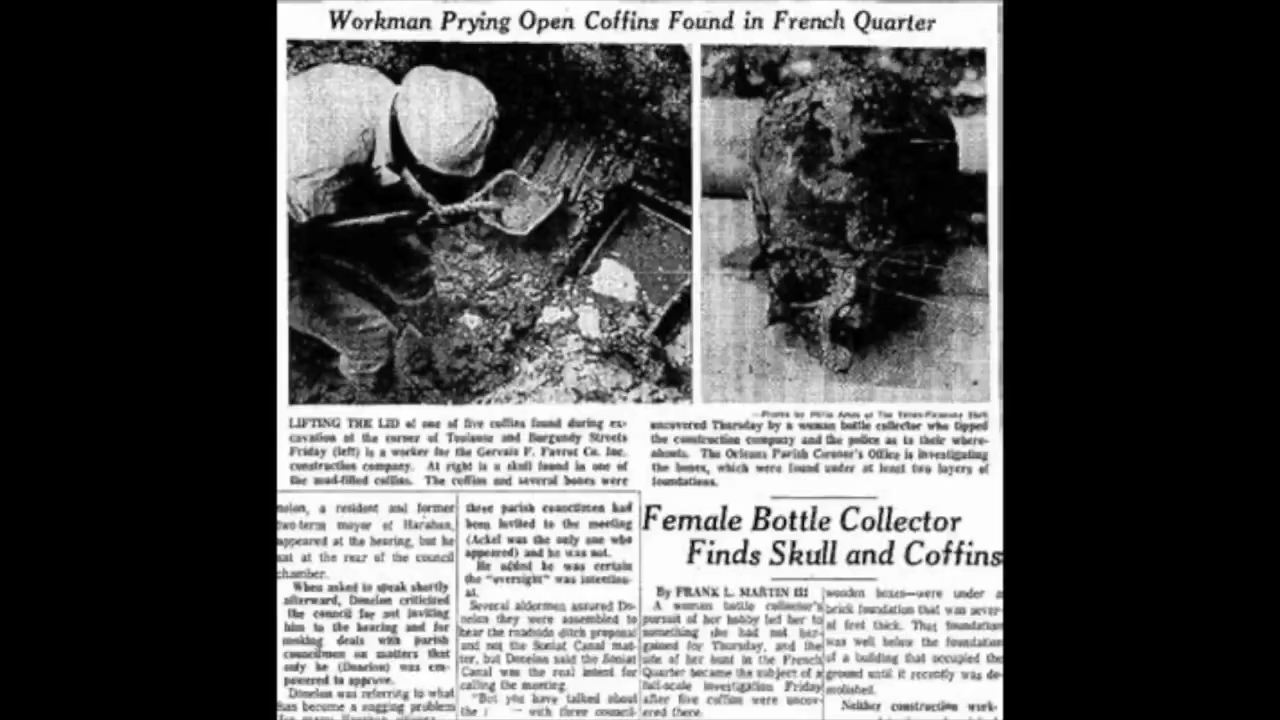 Workman Prying Open Coffins Found in French Quarter
LIFTING THE LID of one of five coffins found during ex-
cavation at the corner of Toulouse and Burgundy Streets
Friday (left) is a worker for the Gervais F. Favrot Co. Inc.
construction company. At right is a skull found in one of
the mud-filled coffins. The coffins and several bones were
uncovered Thursday by a woman bottle collector who tipped
the construction company and the police as to their where-
abouts. The Orleans Parish Coroner's Office is investigating
the bones, which were found under at least two layers of
foundations.
nelon, a resident and former
two-term mayor of Harahan,
appeared at the hearing, but he
sat at the rear of the council
chamber.
When asked to speak shortly
afterward, Donelon criticized
the council for not inviting
him to the hearing and for
making deals with parish
councilmen on matters that
only he (Donelon) was em-
powered to approve.
Donelon was referring to what
has become a nagging problem
three parish councilmen had
been invited to the meeting
(Ackel was the only one who
appeared) and he was not.
He added he was certain
the "oversight" was intention-
al.
Several aldermen assured Do-
nelon they were assembled to
hear the roadside ditch proposal
and not the Soniat Canal mat-
ter, but Donelon said the Soniat
Canal was the real intent for
calling the meeting.
"But you have talked about
the with three council-
Female Bottle Collector
Finds Skull and Coffins
By FRANK L. MARTIN III
A woman bottle collector's
pursuit of her hobby led her to
something she had not bar-
gained for Thursday, and the
site of her hunt in the French
Quarter became the subject of a
full-scale investigation Friday
after five coffins were uncov-
ered there.
wooden boxes—were under a
brick foundation that was sever-
al feet thick. That foundation
was well below the foundation
of a building that occupied the
ground until it recently was de-
molished.
Neither construction work-